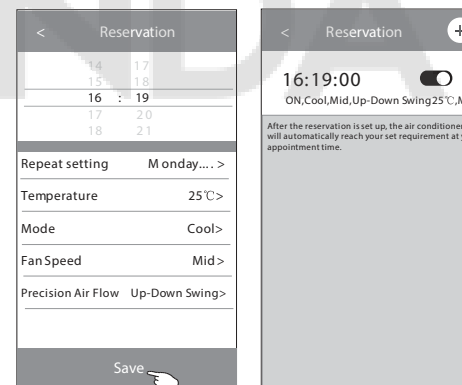 < Reservation
14 17
15 18
16 : 19
17 20
18 21
Repeat setting Monday.... >
Temperature 25℃>
Mode Cool>
Fan Speed Mid>
Precision Air Flow Up-Down Swing>
Save
< Reservation +
16:19:00
ON,Cool,Mid,Up-Down Swing25℃,M
After the reservation is set up, the air conditioner
will automatically reach your set requirement at
appointment time.